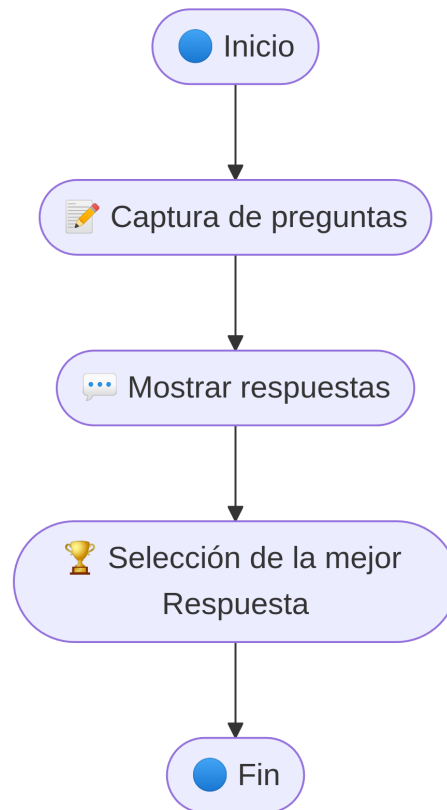 Inicio
Captura de preguntas
Mostrar respuestas
Selección de la mejor
Respuesta
Fin